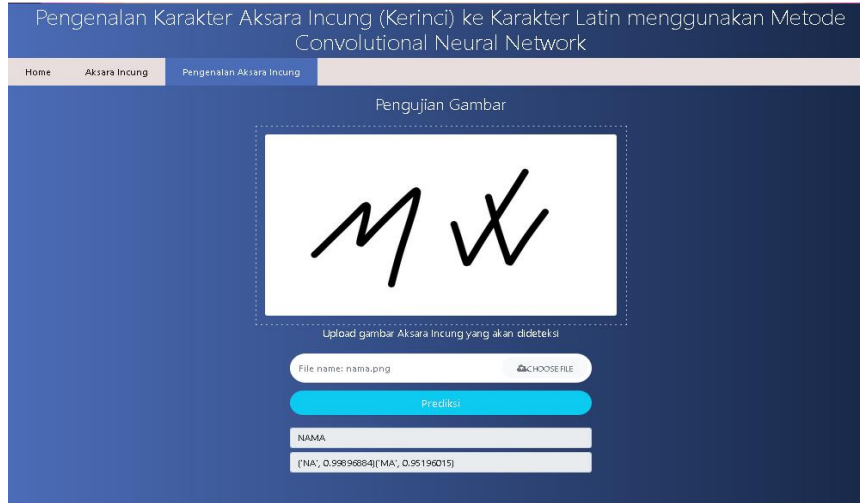 Pengenalan Karakter Aksara Incung (Kerinci) ke Karakter Latin menggunakan Metode
Convolutional Neural Network
Home Aksara Incung Pengenalan Aksara Incung
Pengujian Gambar
Upload gambar Aksara Incung yang akan dideteksi
File name: nama.png CHOOSE FILE
Prediksi
NAMA
('NA', 0.99896884)('MA', 0.95196015)